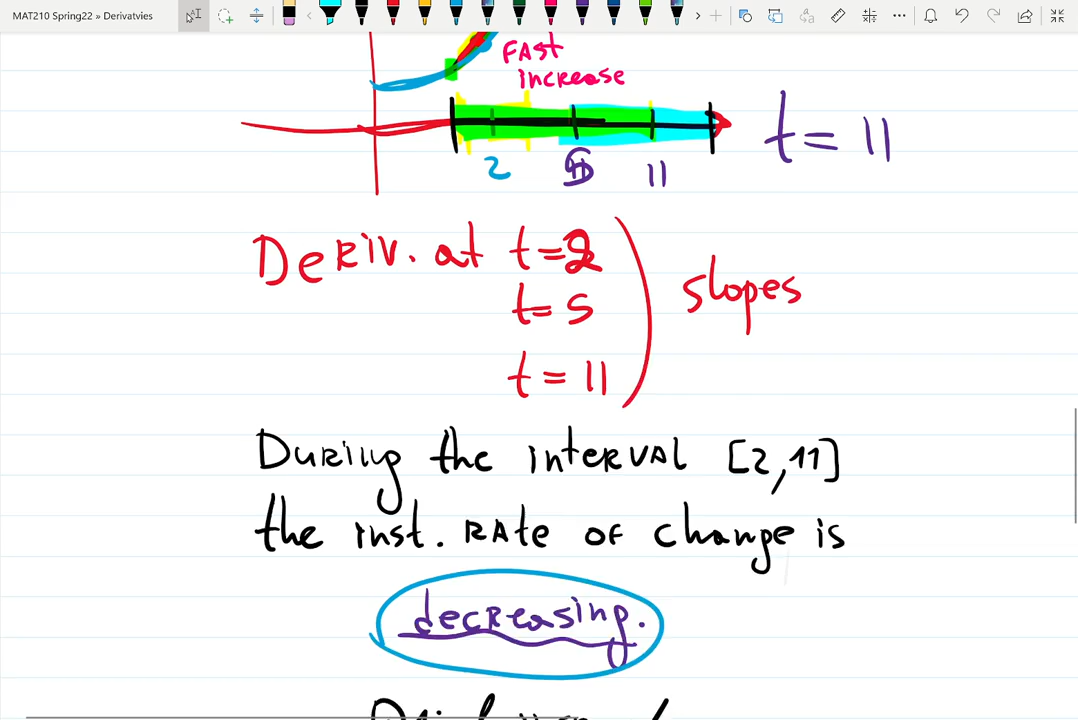 MAT210 Spring22 » Derivatvies
FAst
increase
t = 11
2
5
11
Deriv. at t=2
t= 5
t= 11
slopes
During the interval [2,11]
the inst. rate of change is
decreasing.